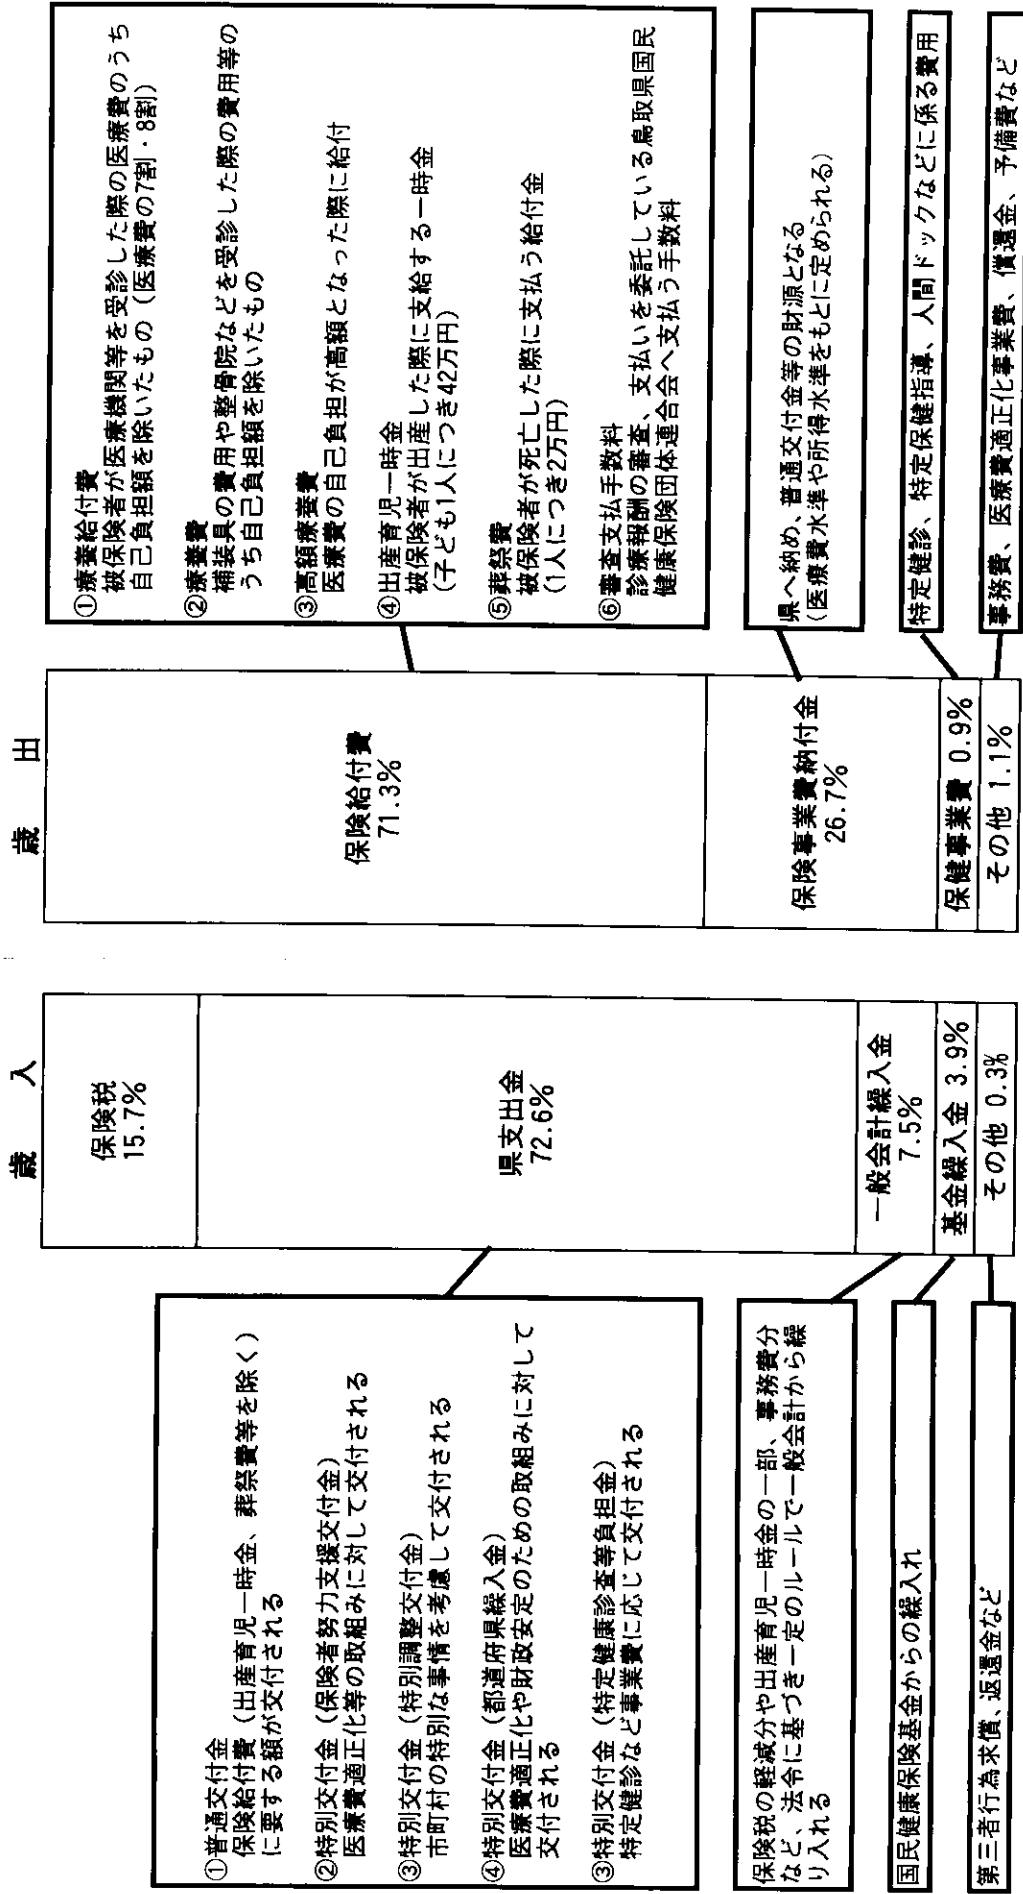 歳 入
①普通交付金
保険給付費（出産育児一時金、葬祭費等を除く）
に要する額が交付される
②特別交付金（保険者努力支援交付金）
医療費適正化等の取組みに対して交付される
③特別交付金（特別調整交付金）
市町村の特別な事情を考慮して交付される
④特別交付金（都道府県繰入金）
医療費適正化や財政安定のための取組みに対して
交付される
③特別交付金（特定健康診査等負担金）
特定健診など事業費に応じて交付される
保険税の軽減分や出産育児一時金の一部、事務費分
など、法令に基づき一定のルールで一般会計から繰
り入れる
国民健康保険基金からの繰入れ
第三者行為求償、返還金など
保険税
15.7%
県支出金
72.6%
一般会計繰入金
7.5%
基金繰入金 3.9%
その他 0.3%
歳 出
保険給付費
71.3%
保険事業費納付金
26.7%
保健事業費 0.9%
その他 1.1%
①療養給付費
被保険者が医療機関等を受診した際の医療費のうち
自己負担額を除いたもの（医療費の7割・8割）
②療養費
補装具の費用や整骨院などを受診した際の費用等の
うち自己負担額を除いたもの
③高額療養費
医療費の自己負担が高額となった際に給付
④出産育児一時金
被保険者が出産した際に支給する一時金
（子ども1人につき42万円）
⑤葬祭費
被保険者が死亡した際に支払う給付金
（1人につき2万円）
⑥審査支払手数料
診療報酬の審査、支払いを委託している鳥取県国民
健康保険団体連合会へ支払う手数料
県へ納め、普通交付金等の財源となる
（医療費水準や所得水準をもとに定められる）
特定健診、特定保健指導、人間ドックなどに係る費用
事務費、医療費適正化事業費、償還金、予備費など